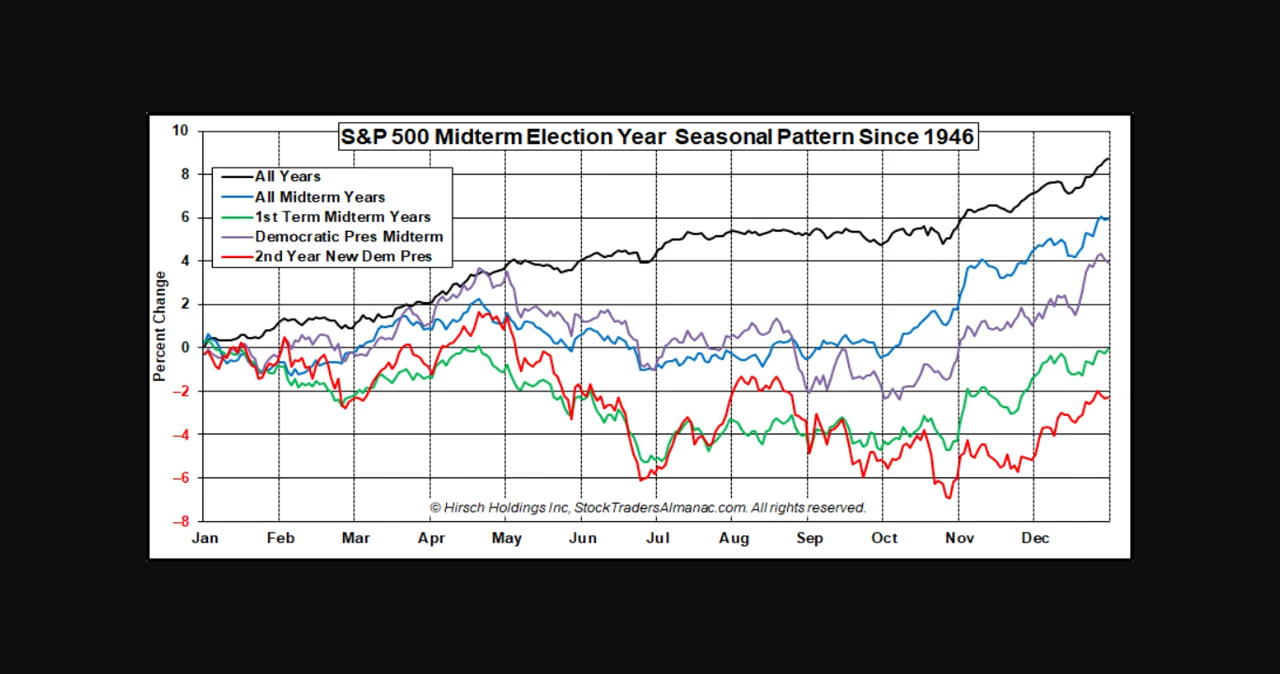 S&P 500 Midterm Election Year Seasonal Pattern Since 1946
All Years
All Midterm Years
1st Term Midterm Years
Democratic Pres Midterm
2nd Year New Dem Pres
Percent Change
10
8
6
4
2
0
−2
−4
−6
−8
© Hirsch Holdings Inc, StockTradersAlmanac.com. All rights reserved.
Jan Feb Mar Apr May Jun Jul Aug Sep Oct Nov Dec